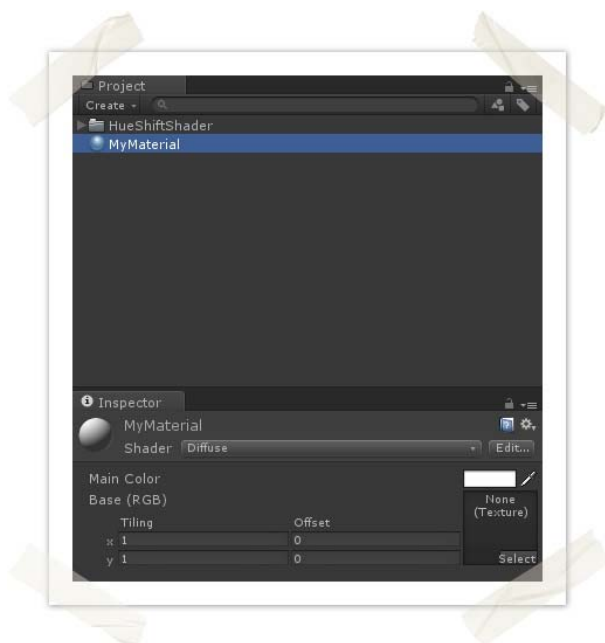 Project
Create
HueShiftShader
MyMaterial
Inspector
MyMaterial
Shader Diffuse Edit...
Main Color
Base (RGB)
None
(Texture)
Tiling Offset
x 1 0
y 1 0
Select